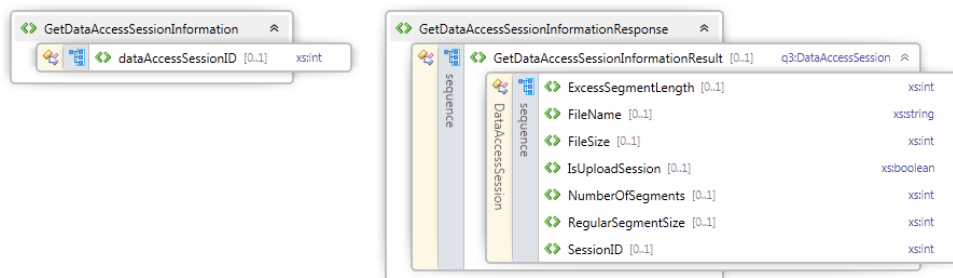 GetDataAccessSessionInformation
dataAccessSessionID [0..1] xs:int
GetDataAccessSessionInformationResponse
sequence
GetDataAccessSessionInformationResult [0..1] q3:DataAccessSession
DataAccessSession
sequence
ExcessSegmentLength [0..1] xs:int
FileName [0..1] xs:string
FileSize [0..1] xs:int
IsUploadSession [0..1] xs:boolean
NumberOfSegments [0..1] xs:int
RegularSegmentSize [0..1] xs:int
SessionID [0..1] xs:int